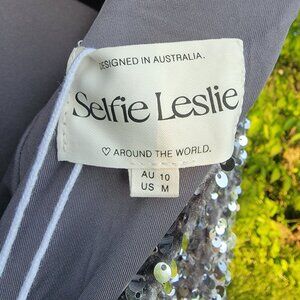 DESIGNED IN AUSTRALIA.
Selfie Leslie
♡ AROUND THE WORLD.
AU 10
US M